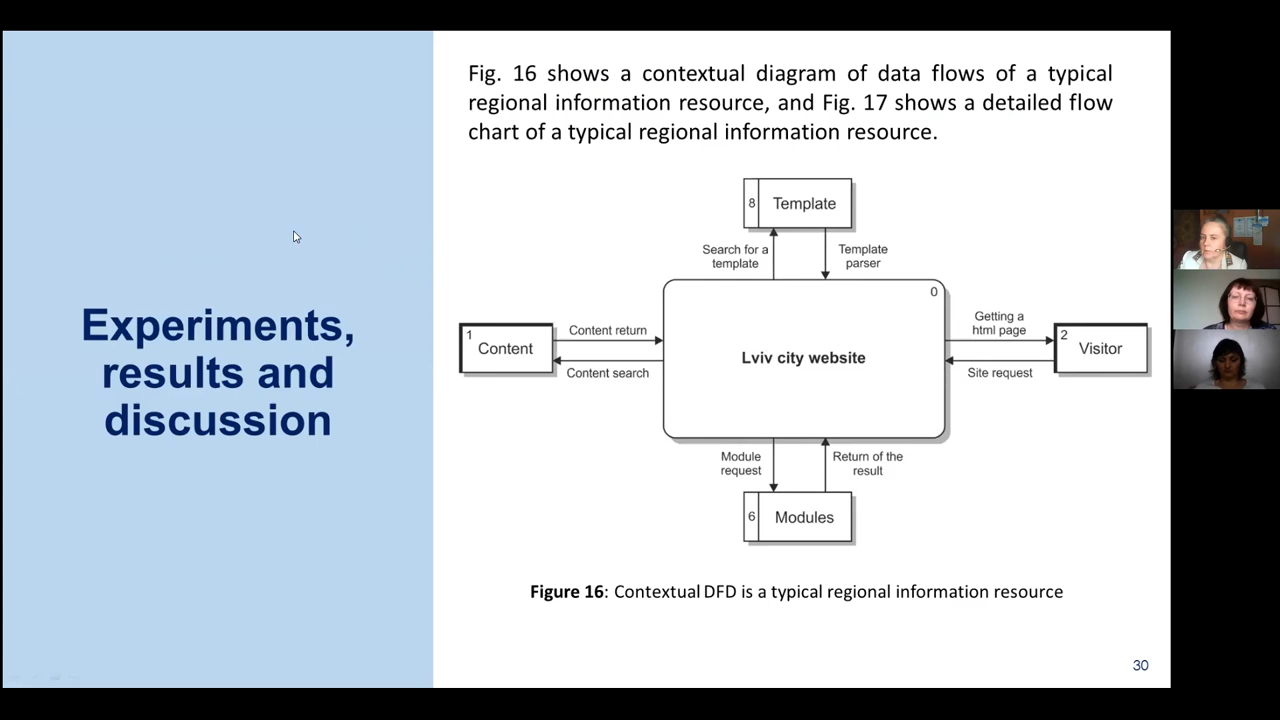 Experiments,
results and
discussion
Fig. 16 shows a contextual diagram of data flows of a typical
regional information resource, and Fig. 17 shows a detailed flow
chart of a typical regional information resource.
8
Template
Search for a
template
Template
parser
0
1
Content
Content return
Content search
Lviv city website
Getting a
html page
Site request
2
Visitor
Module
request
Return of the
result
6
Modules
Figure 16: Contextual DFD is a typical regional information resource
30